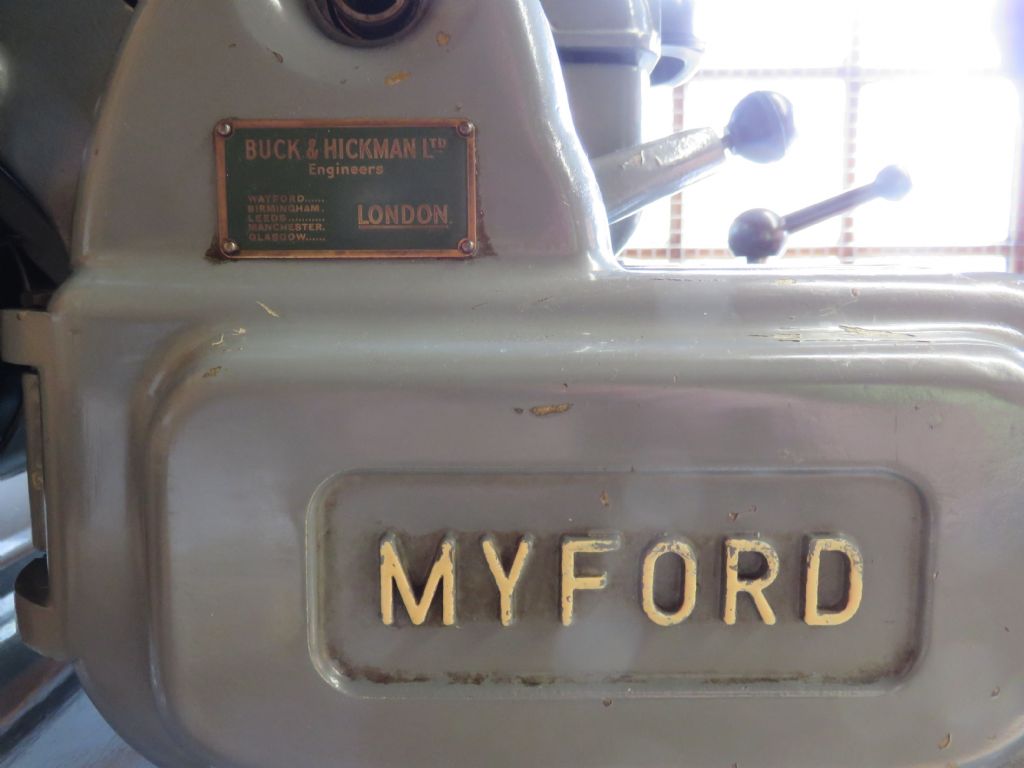 BUCK & HICKMAN LTD
Engineers
WATFORD......
BIRMINGHAM.
LEEDS ...........
MANCHESTER.
GLASGOW......
LONDON
MYFORD